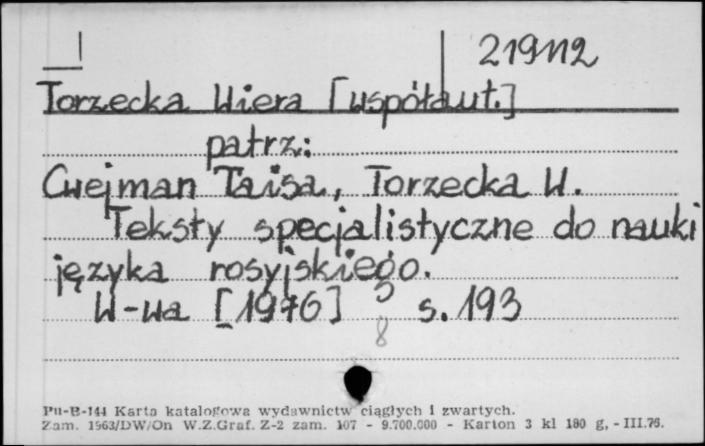 219112
Torzecka Wiera [współaut.]
patrz:
Cwejman Taisa, Torzecka W.
Teksty specjalistyczne do nauki
języka rosyjskiego.
W-wa [1976] s. 193
8
Pu-B-144 Karta katalogowa wydawnictw ciągłych i zwartych.
Zam. 1563/DW/On W.Z.Graf. Z-2 zam. 107 - 9.700.000 - Karton 3 kl 180 g, - III.76.